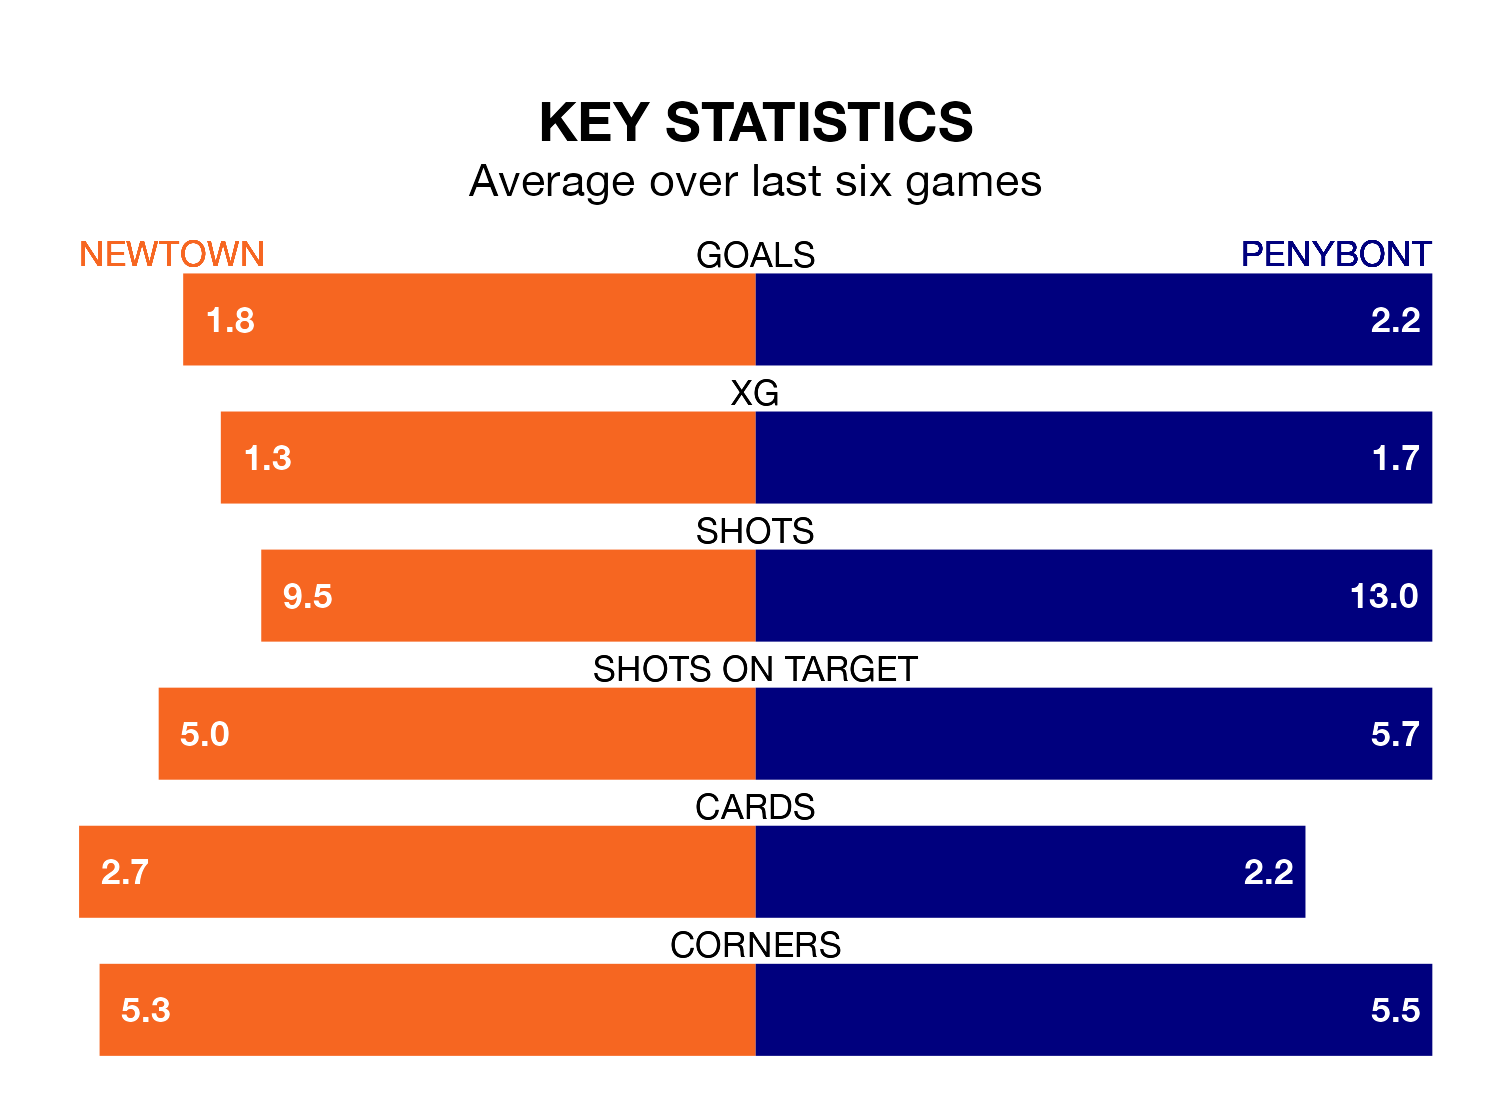 KEY STATISTICS
Average over last six games
NEWTOWN GOALS PENYBONT
1.8 2.2
XG
1.3 1.7
SHOTS
9.5 13.0
SHOTS ON TARGET
5.0 5.7
CARDS
2.7 2.2
CORNERS
5.3 5.5